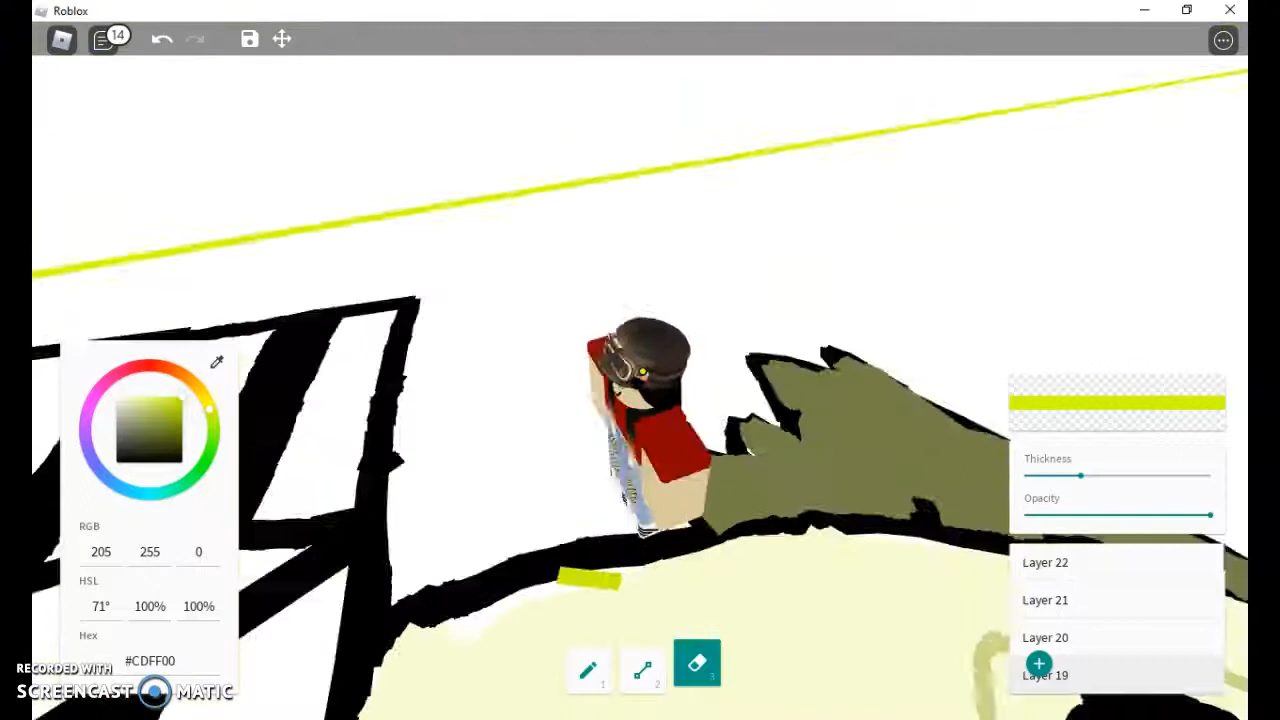 Roblox
14
RGB
205 255 0
HSL
71° 100% 100%
Hex
#CDFF00
1
2
3
Thickness
Opacity
Layer 22
Layer 21
Layer 20
Layer 19
RECORDED WITH
SCREENCAST MATIC